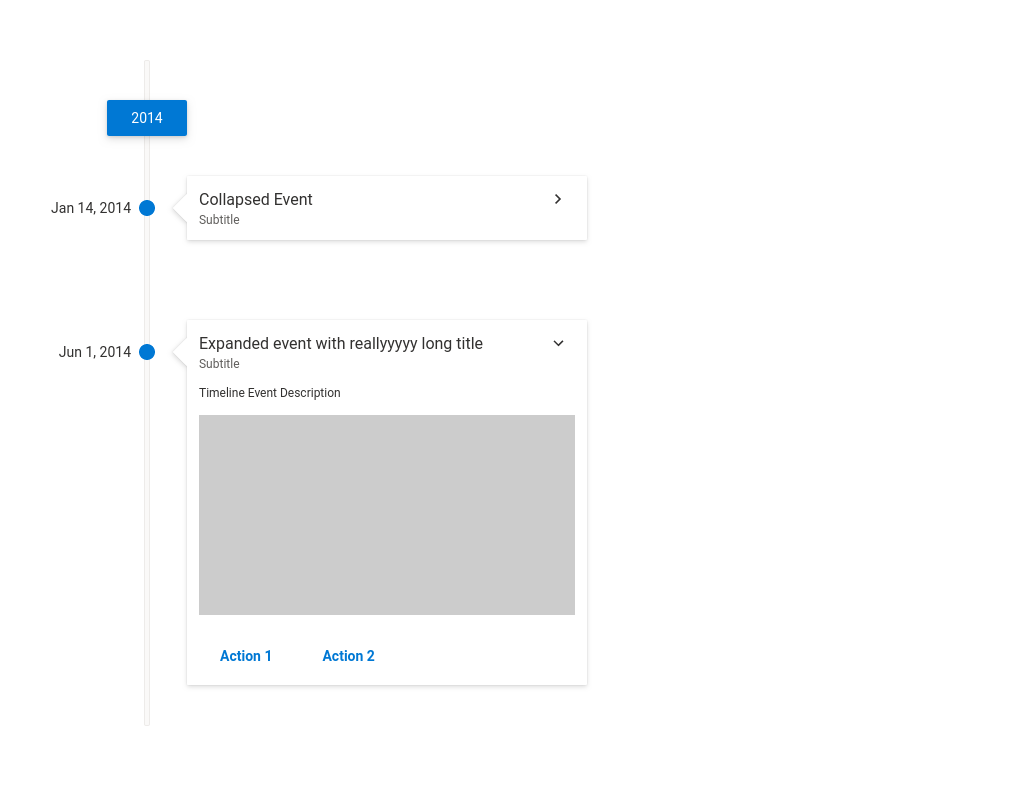 2014
Jan 14, 2014
Collapsed Event
Subtitle
Jun 1, 2014
Expanded event with reallyyyyy long title
Subtitle
Timeline Event Description
Action 1 Action 2